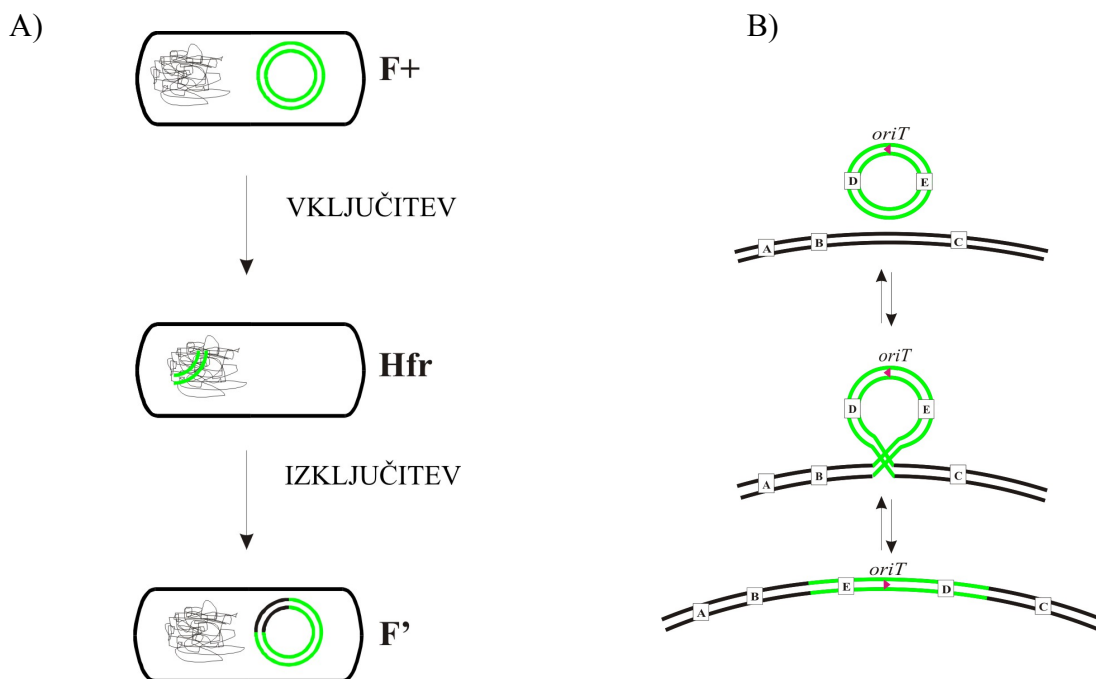 A)
F+
VKLJUČITEV
Hfr
IZKLJUČITEV
F’
B)
oriT
D E
A B C
oriT
D E
A B C
oriT
A B E D C